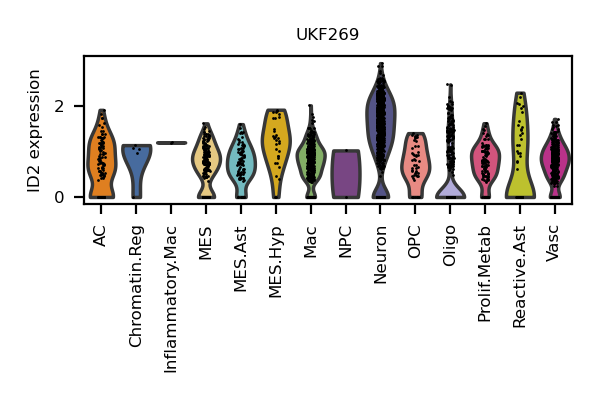 UKF269
ID2 expression
2
0
AC
Chromatin.Reg
Inflammatory.Mac
MES
MES.Ast
MES.Hyp
Mac
NPC
Neuron
OPC
Oligo
Prolif.Metab
Reactive.Ast
Vasc